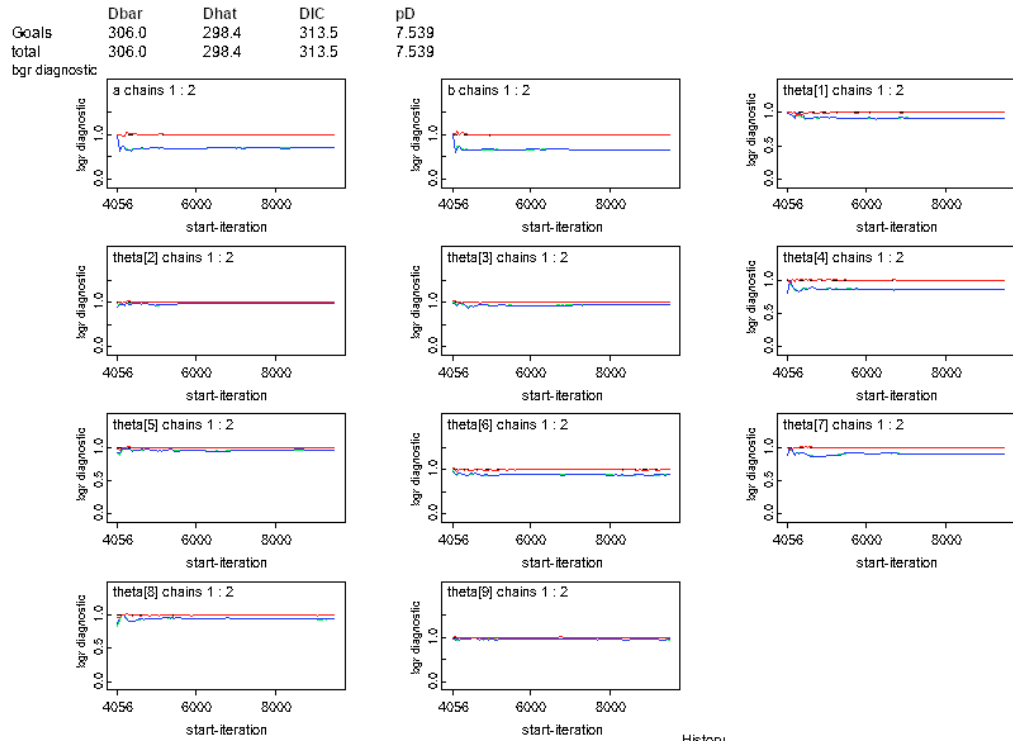 Dbar Dhat DIC pD
Goals 306.0 298.4 313.5 7.539
total 306.0 298.4 313.5 7.539
bgr diagnostic
a chains 1 : 2
bgr diagnostic
0.0 1.0
4056 6000 8000
start-iteration
b chains 1 : 2
bgr diagnostic
0.0 1.0
4056 6000 8000
start-iteration
theta[1] chains 1 : 2
bgr diagnostic
0.0 0.5 1.0
4056 6000 8000
start-iteration
theta[2] chains 1 : 2
bgr diagnostic
0.0 1.0
4056 6000 8000
start-iteration
theta[3] chains 1 : 2
bgr diagnostic
0.0 1.0
4056 6000 8000
start-iteration
theta[4] chains 1 : 2
bgr diagnostic
0.0 0.5 1.0
4056 6000 8000
start-iteration
theta[5] chains 1 : 2
bgr diagnostic
0.0 0.5 1.0
4056 6000 8000
start-iteration
theta[6] chains 1 : 2
bgr diagnostic
0.0 1.0
4056 6000 8000
start-iteration
theta[7] chains 1 : 2
bgr diagnostic
0.0 0.5 1.0
4056 6000 8000
start-iteration
theta[8] chains 1 : 2
bgr diagnostic
0.0 0.5 1.0
4056 6000 8000
start-iteration
theta[9] chains 1 : 2
bgr diagnostic
0.0 1.0
4056 6000 8000
start-iteration
History